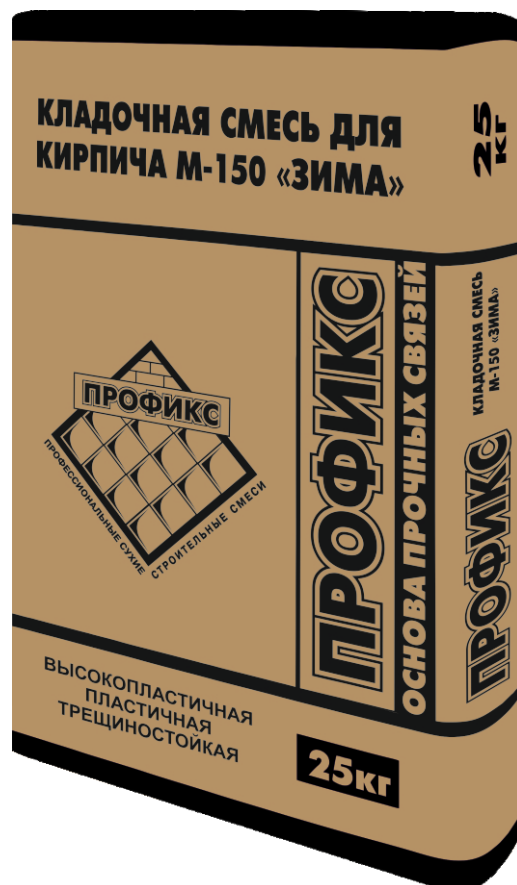 КЛАДОЧНАЯ СМЕСЬ ДЛЯ
КИРПИЧА М-150 «ЗИМА»
25
КГ
ПРОФИКС
ПРОФЕССИОНАЛЬНЫЕ СУХИЕ
СТРОИТЕЛЬНЫЕ СМЕСИ
ПРОФИКС
ОСНОВА ПРОЧНЫХ СВЯЗЕЙ
КЛАДОЧНАЯ СМЕСЬ
М-150 «ЗИМА»
ПРОФИКС
ВЫСОКОПЛАСТИЧНАЯ
ПЛАСТИЧНАЯ
ТРЕЩИНОСТОЙКАЯ
25кг